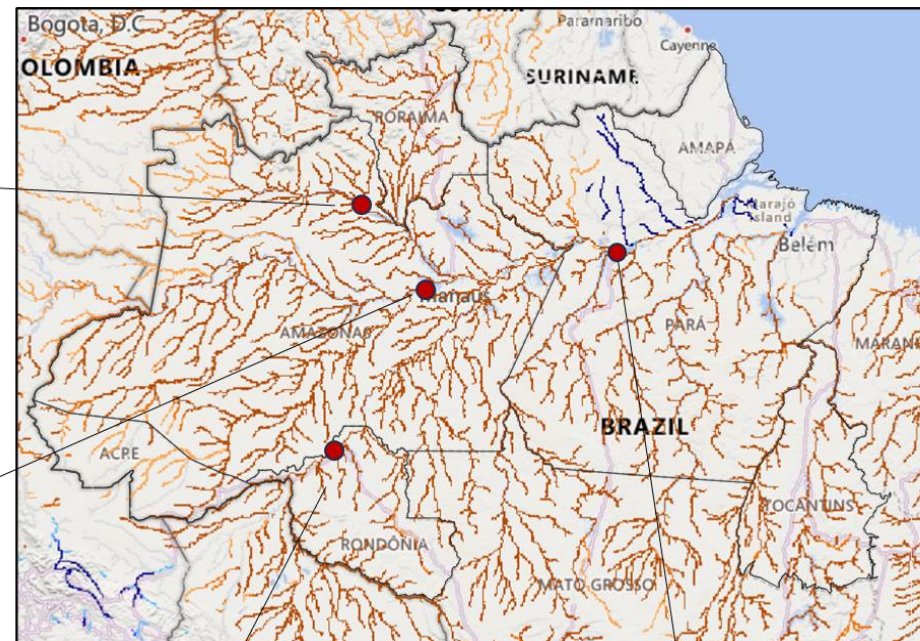 Bogota, D.C
OLOMBIA
Paramaribo
Cayenne
SURINAME
RORAIMA
AMAPÁ
Marajó
Island
Belém
Manaus
AMAZONAS
PARÁ
MARAN
BRAZIL
ACRE
TOCANTINS
RONDÔNIA
MATO GROSSO